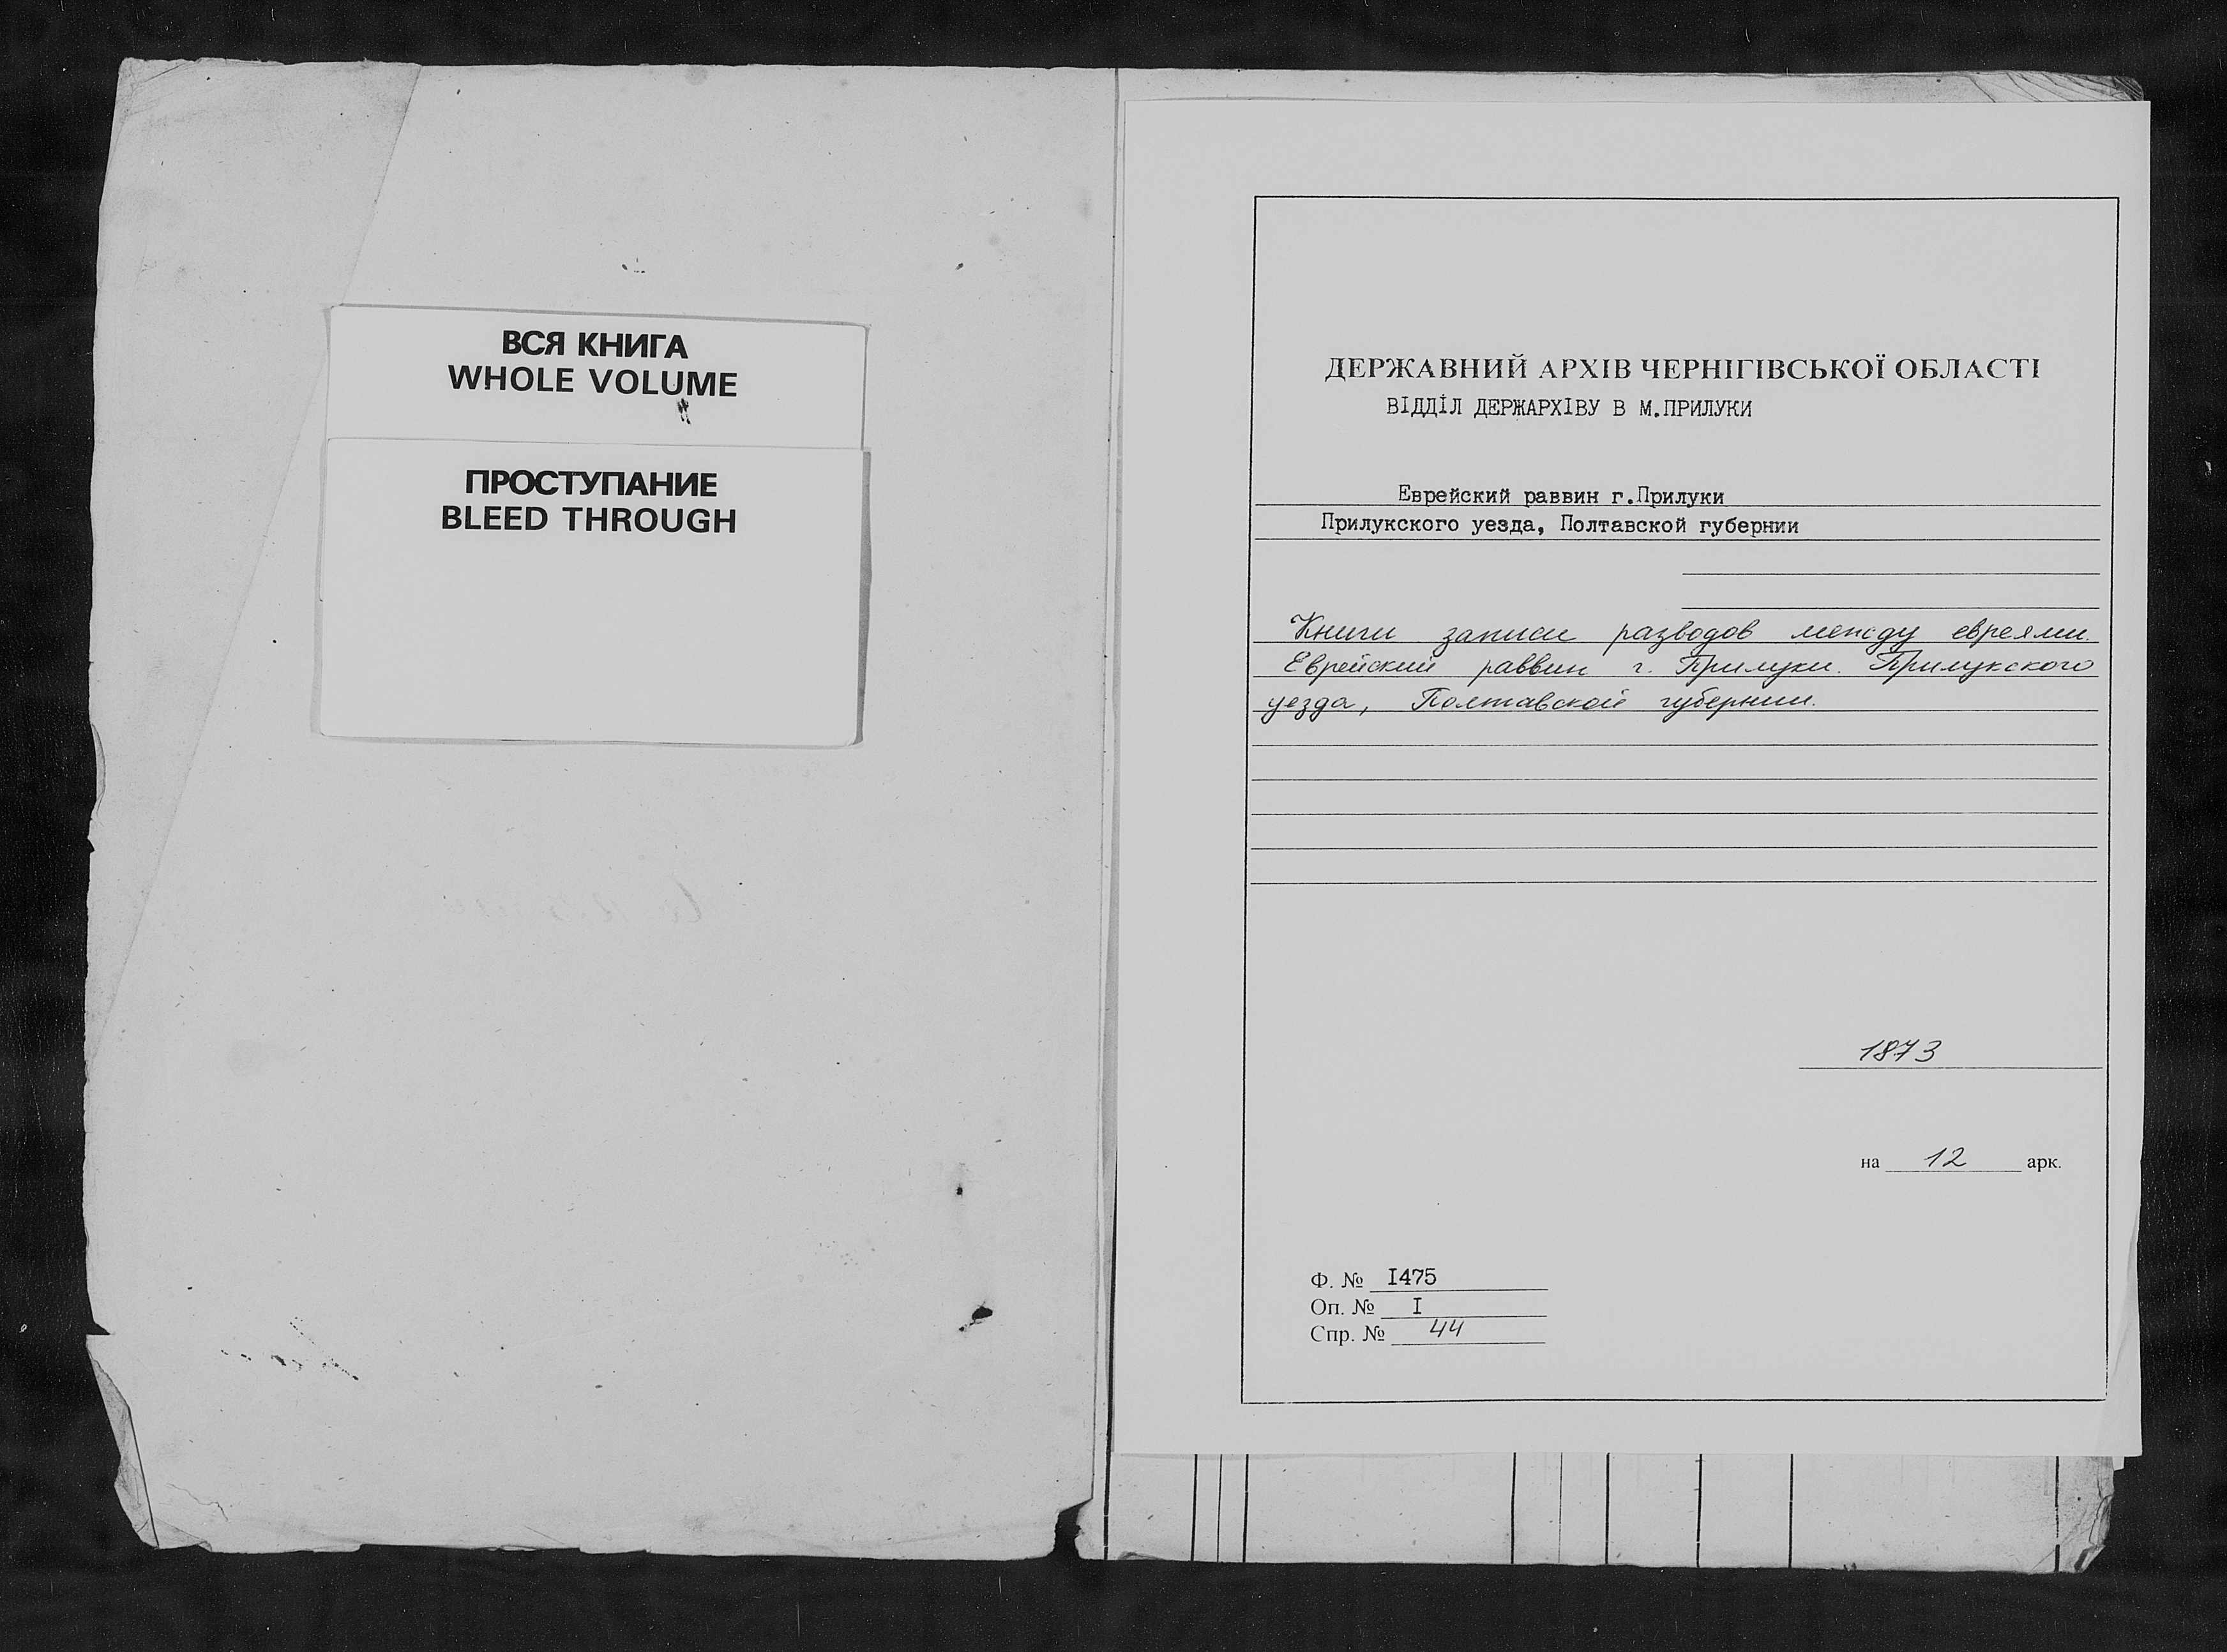 ВСЯ КНИГА
WHOLE VOLUME
ПРОСТУПАНИЕ
BLEED THROUGH
ДЕРЖАВНИЙ АРХІВ ЧЕРНІГІВСЬКОЇ ОБЛАСТІ
ВІДДІЛ ДЕРЖАРХІВУ В М.ПРИЛУКИ
Еврейский раввин г.Прилуки
Прилукского уезда, Полтавской губернии
Книги записи разводов между евреями.
Еврейский раввин г. Прилуки. Прилукского
уезда, Полтавской губернии.
1873
на 12 арк.
Ф. № I475
Оп. № I
Спр. № 44